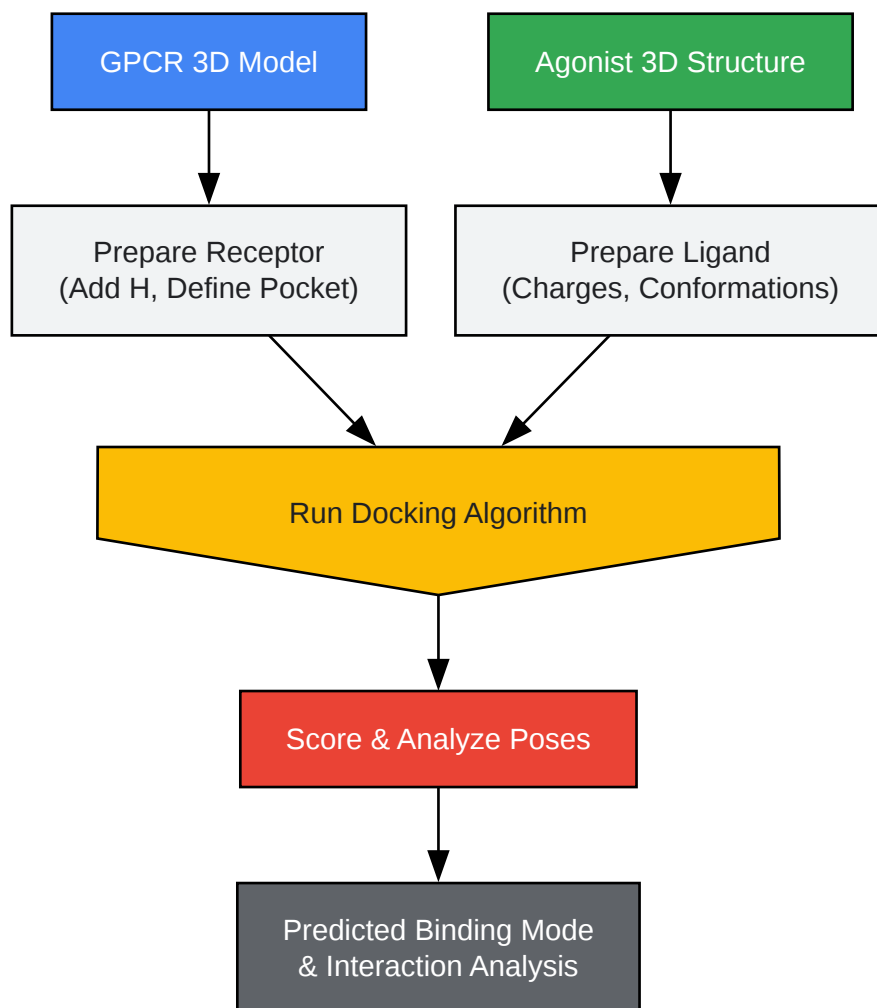 GPCR 3D Model
Agonist 3D Structure
Prepare Receptor
(Add H, Define Pocket)
Prepare Ligand
(Charges, Conformations)
Run Docking Algorithm
Score & Analyze Poses
Predicted Binding Mode
& Interaction Analysis